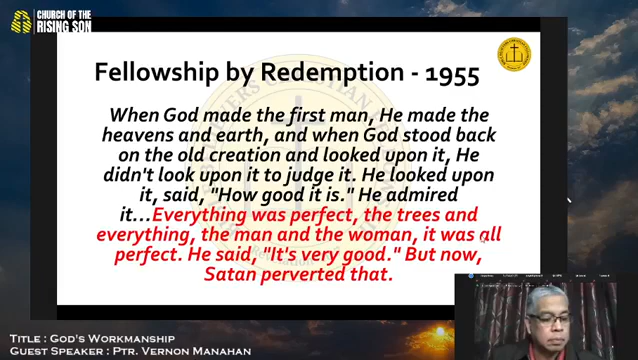 CHURCH OF THE
RISING SON
Fellowship by Redemption - 1955
When God made the first man, He made the
heavens and earth, and when God stood back
on the old creation and looked upon it, He
didn't look upon it to judge it. He looked upon
it, said, "How good it is." He admired
it...Everything was perfect, the trees and
everything, the man and the woman, it was all
perfect. He said, "It's very good." But now,
Satan perverted that.
Title : God's Workmanship
Guest Speaker : Ptr. Vernon Manahan